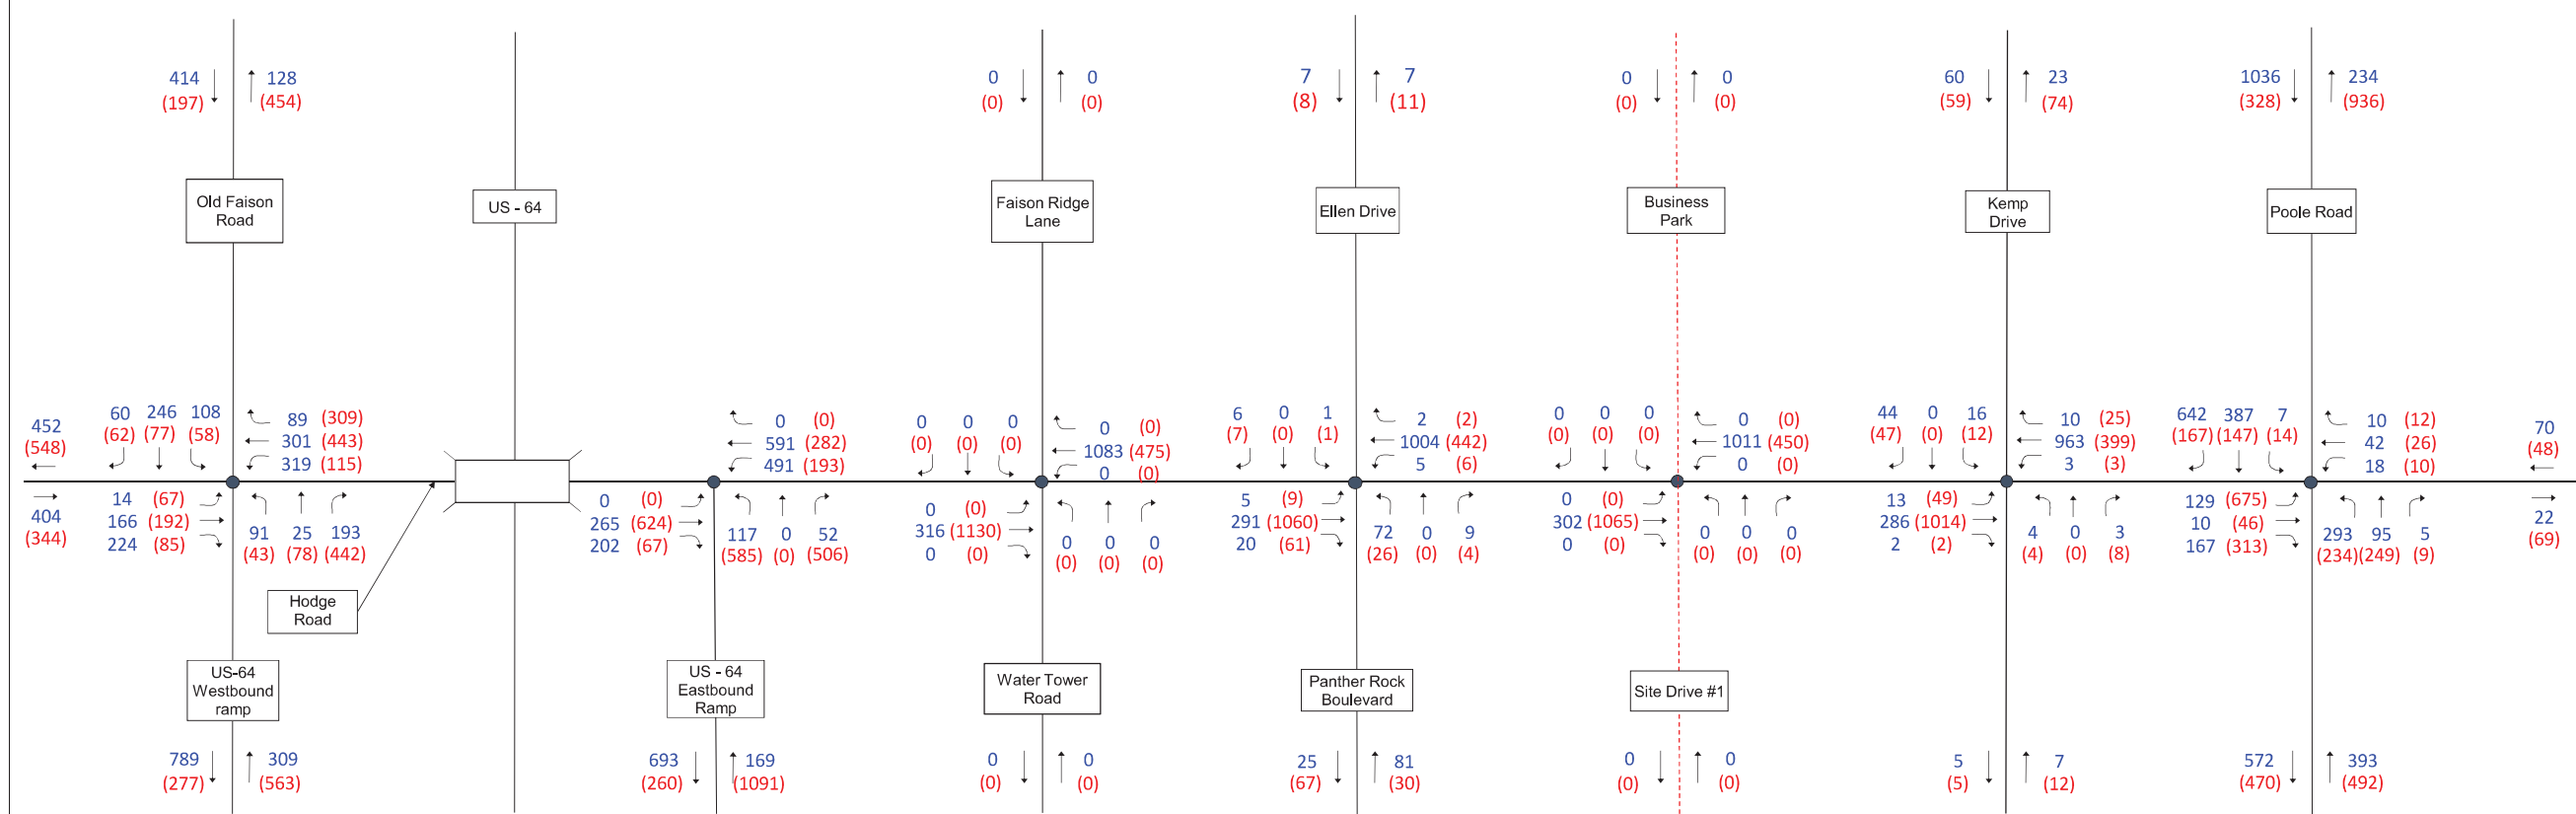 414 128 0 0 7 7 0 0 60 23 1036 234
(197) (454) (0) (0) (8) (11) (0) (0) (59) (74) (328) (936)
Old Faison
Road
US - 64
Faison Ridge
Lane
Ellen Drive
Business
Park
Kemp
Drive
Poole Road
452
(548)
404
(344)
60 246 108
(62) (77) (58)
89 (309)
301 (443)
319 (115)
14 (67)
166 (192)
224 (85)
91 25 193
(43) (78) (442)
Hodge
Road
0 (0)
591 (282)
491 (193)
0 (0)
265 (624)
202 (67)
117 0 52
(585) (0) (506)
0 0 0
(0) (0) (0)
0 (0)
1083 (475)
0 (0)
0 (0)
316 (1130)
0 (0)
0 0 0
(0) (0) (0)
6 0 1
(7) (0) (1)
2 (2)
1004 (442)
5 (6)
5 (9)
291 (1060)
20 (61)
72 0 9
(26) (0) (4)
0 0 0
(0) (0) (0)
0 (0)
1011 (450)
0 (0)
0 (0)
302 (1065)
0 (0)
0 0 0
(0) (0) (0)
44 0 16
(47) (0) (12)
10 (25)
963 (399)
3 (3)
13 (49)
286 (1014)
2 (2)
4 0 3
(4) (0) (8)
642 387 7
(167) (147) (14)
10 (12)
42 (26)
18 (10)
129 (675)
10 (46)
167 (313)
293 95 5
(234) (249) (9)
70
(48)
22
(69)
US-64
Westbound
ramp
US - 64
Eastbound
Ramp
Water Tower
Road
Panther Rock
Boulevard
Site Drive #1
789 309 693 169 0 0 25 81 0 0 5 7 572 393
(277) (563) (260) (1091) (0) (0) (67) (30) (0) (0) (5) (12) (470) (492)